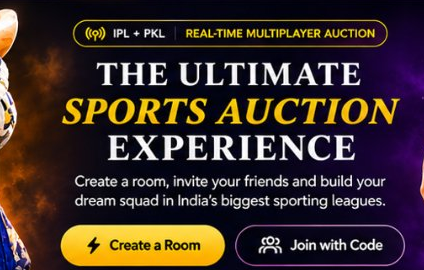 IPL + PKL | REAL-TIME MULTIPLAYER AUCTION
THE ULTIMATE
SPORTS AUCTION
EXPERIENCE
Create a room, invite your friends and build your
dream squad in India's biggest sporting leagues.
Create a Room
Join with Code